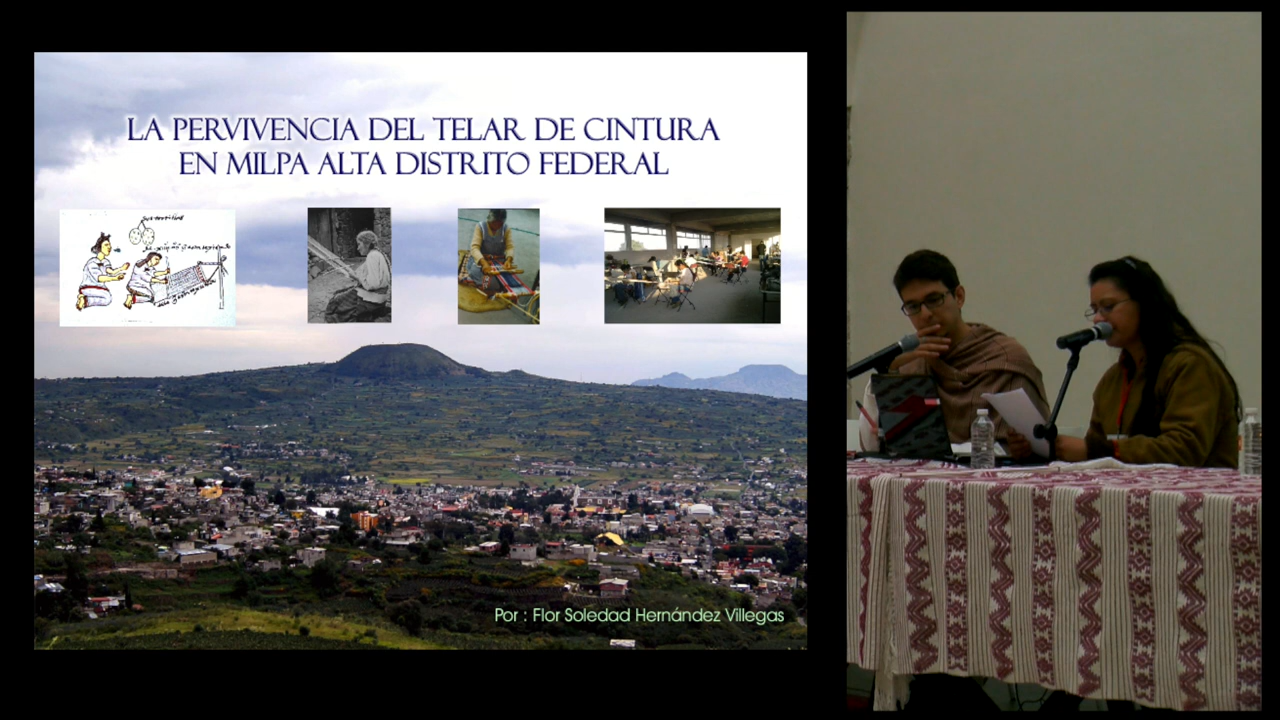 LA PERVIVENCIA DEL TELAR DE CINTURA
EN MILPA ALTA DISTRITO FEDERAL
Por : Flor Soledad Hernández Villegas